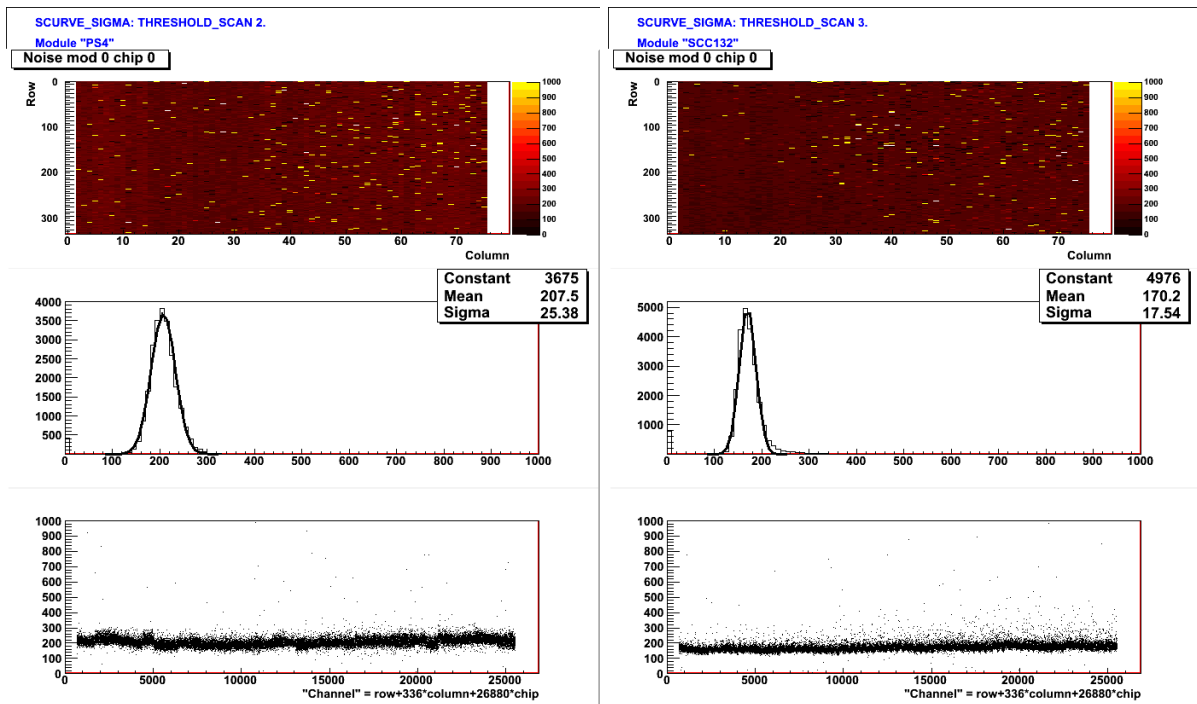 SCURVE_SIGMA: THRESHOLD_SCAN 2.
Module "PS4"
Noise mod 0 chip 0
Row
0
100
200
300
0 10 20 30 40 50 60 70
Column
1000
900
800
700
600
500
400
300
200
100
0
Constant 3675
Mean 207.5
Sigma 25.38
4000
3500
3000
2500
2000
1500
1000
500
0 100 200 300 400 500 600 700 800 900 1000
1000
900
800
700
600
500
400
300
200
100
0
0 5000 10000 15000 20000 25000
"Channel" = row+336*column+26880*chip
SCURVE_SIGMA: THRESHOLD_SCAN 3.
Module "SCC132"
Noise mod 0 chip 0
Row
0
100
200
300
0 10 20 30 40 50 60 70
Column
1000
900
800
700
600
500
400
300
200
100
0
Constant 4976
Mean 170.2
Sigma 17.54
5000
4000
3000
2000
1000
0 100 200 300 400 500 600 700 800 900 1000
1000
900
800
700
600
500
400
300
200
100
0
0 5000 10000 15000 20000 25000
"Channel" = row+336*column+26880*chip